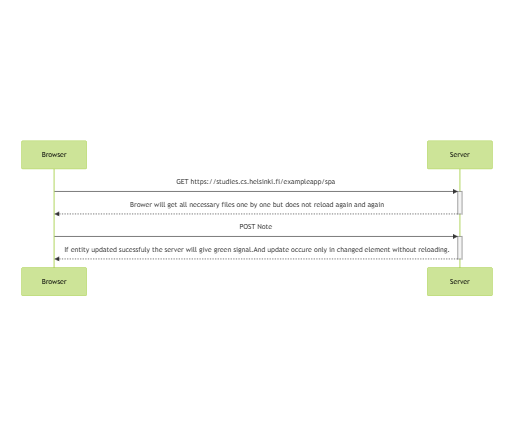 Browser
Server
GET https://studies.cs.helsinki.fi/exampleapp/spa
Brower will get all necessary files one by one but does not reload again and again
POST Note
If entity updated sucessfuly the server will give green signal.And update occure only in changed element without reloading.
Browser
Server